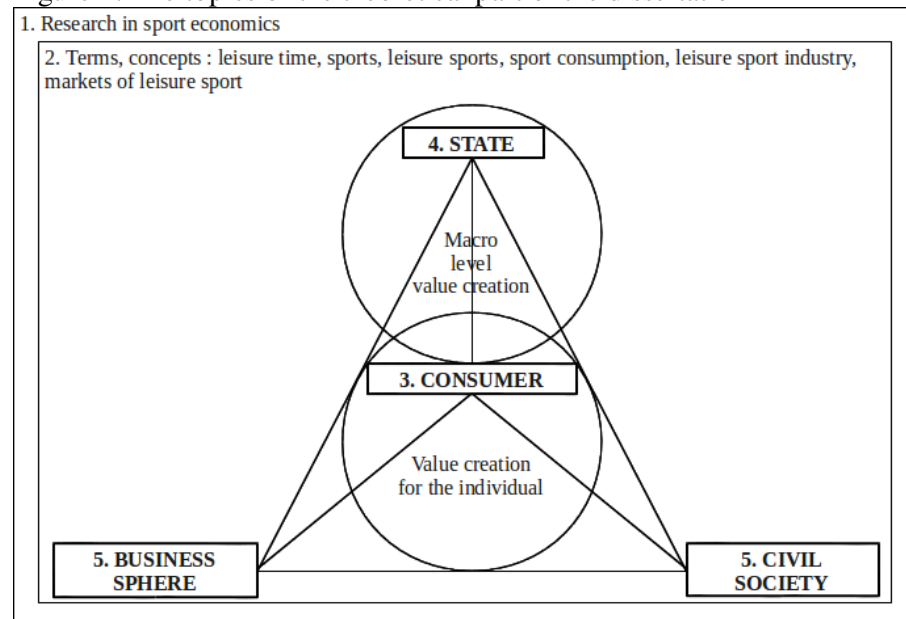 1. Research in sport economics
2. Terms, concepts : leisure time, sports, leisure sports, sport consumption, leisure sport industry,
markets of leisure sport
4. STATE
Macro
level
value creation
3. CONSUMER
Value creation
for the individual
5. BUSINESS
SPHERE
5. CIVIL
SOCIETY